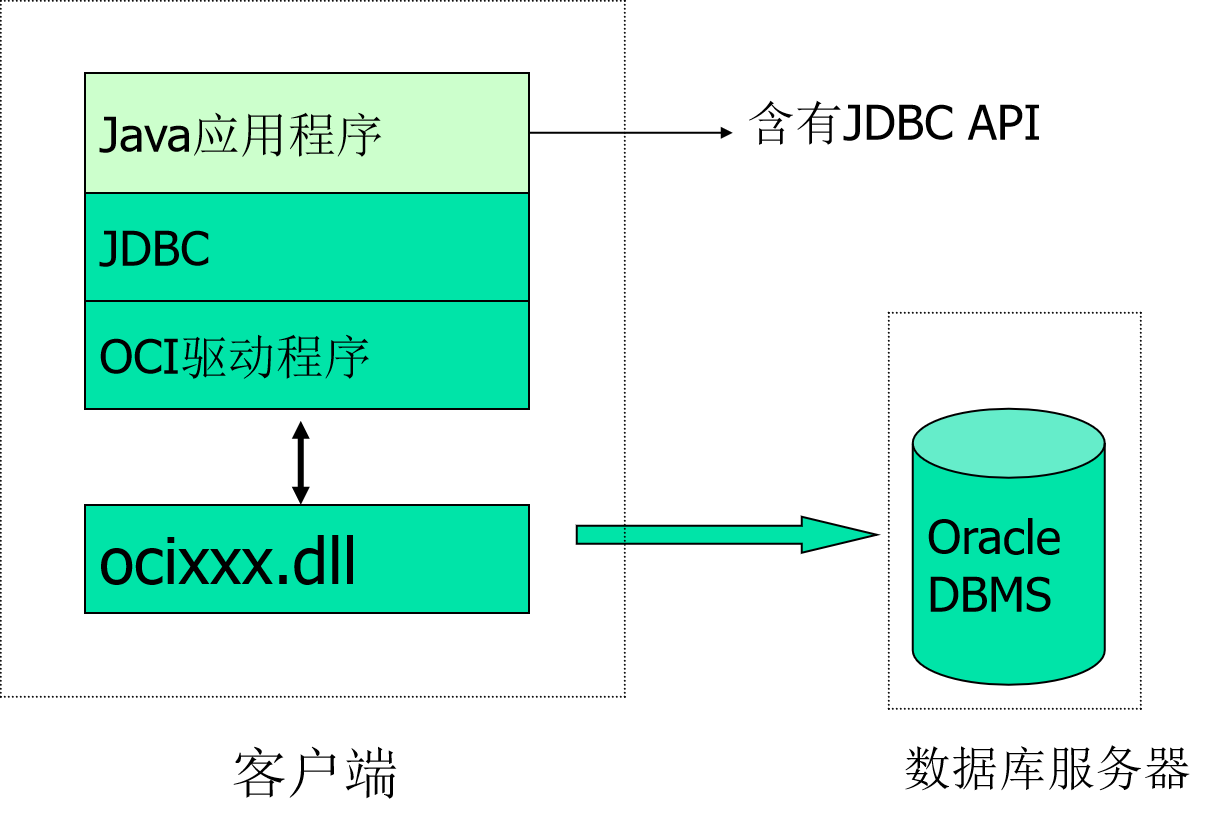 Java应用程序
含有JDBC API
JDBC
OCI驱动程序
ocixxx.dll
Oracle
DBMS
客户端
数据库服务器